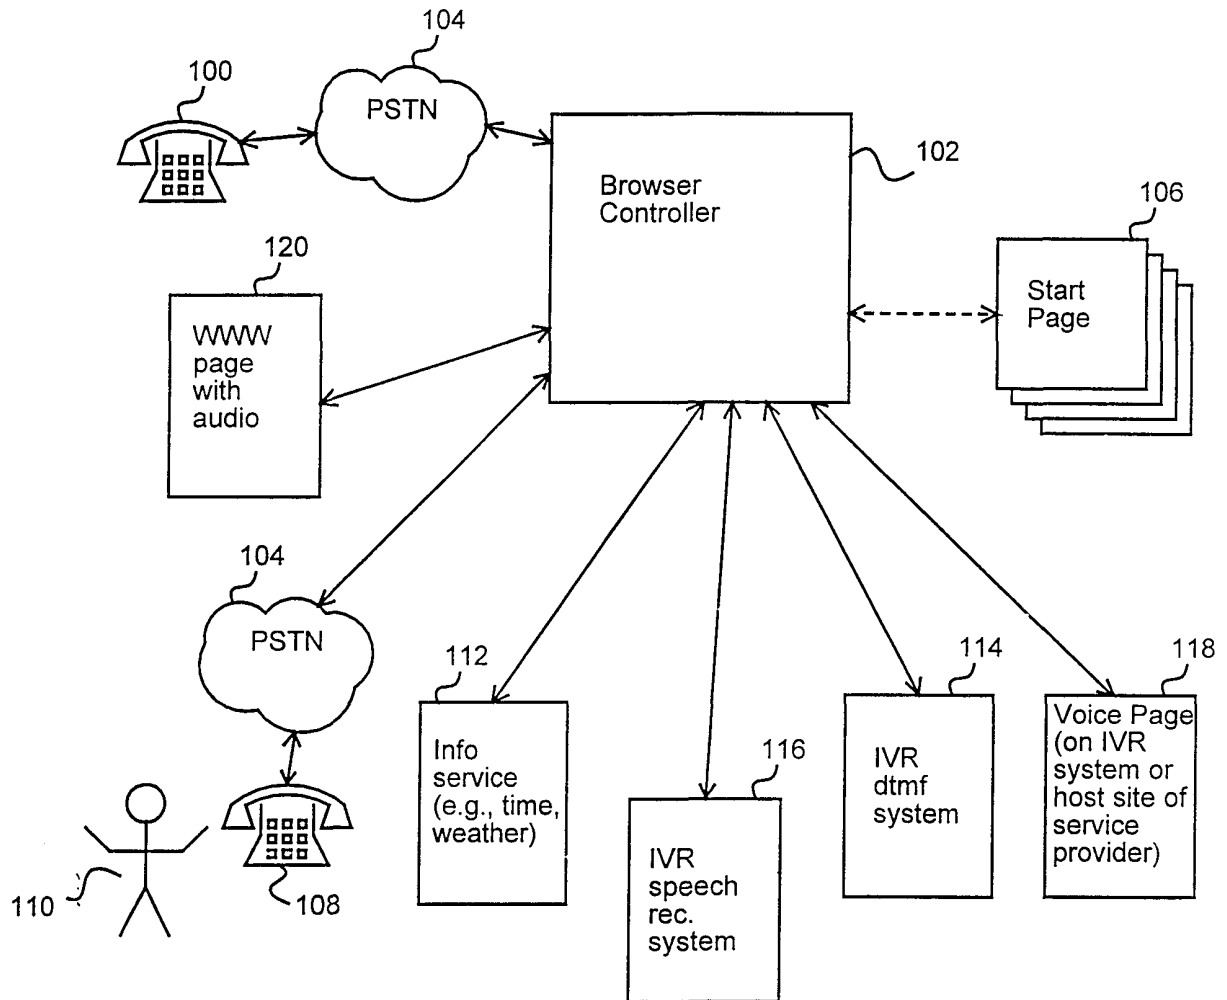 104
100
PSTN
102
Browser
Controller
106
120
Start
Page
WWW
page
with
audio
104
PSTN
112
114
118
Info
service
(e.g., time,
weather)
116
IVR
dtmf
system
Voice Page
(on IVR
system or
host site of
service
provider)
IVR
speech
rec.
system
110
108